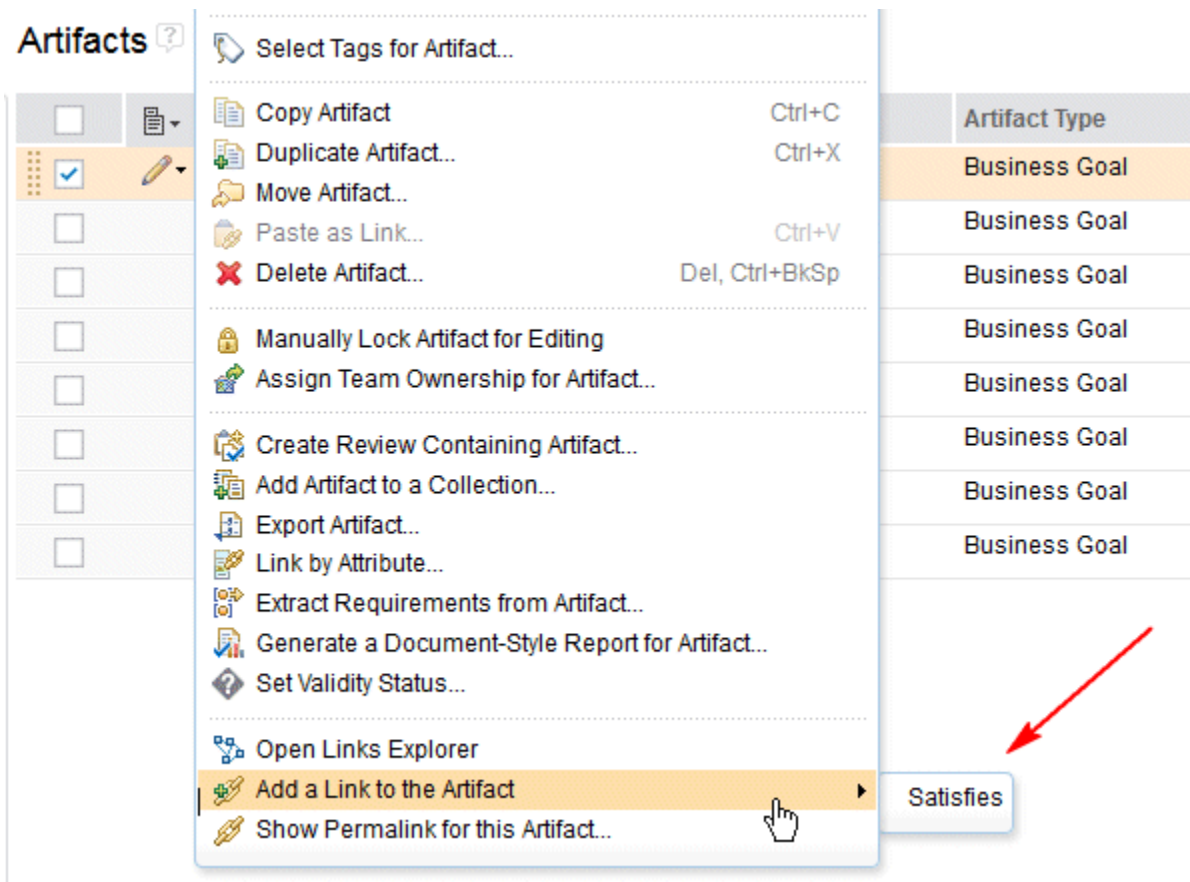 Artifacts ?
Select Tags for Artifact...
Copy Artifact Ctrl+C
Duplicate Artifact... Ctrl+X
Move Artifact...
Paste as Link... Ctrl+V
Delete Artifact... Del, Ctrl+BkSp
Manually Lock Artifact for Editing
Assign Team Ownership for Artifact...
Create Review Containing Artifact...
Add Artifact to a Collection...
Export Artifact...
Link by Attribute...
Extract Requirements from Artifact...
Generate a Document-Style Report for Artifact...
Set Validity Status...
Open Links Explorer
Add a Link to the Artifact
Show Permalink for this Artifact...
Satisfies
Artifact Type
Business Goal
Business Goal
Business Goal
Business Goal
Business Goal
Business Goal
Business Goal
Business Goal